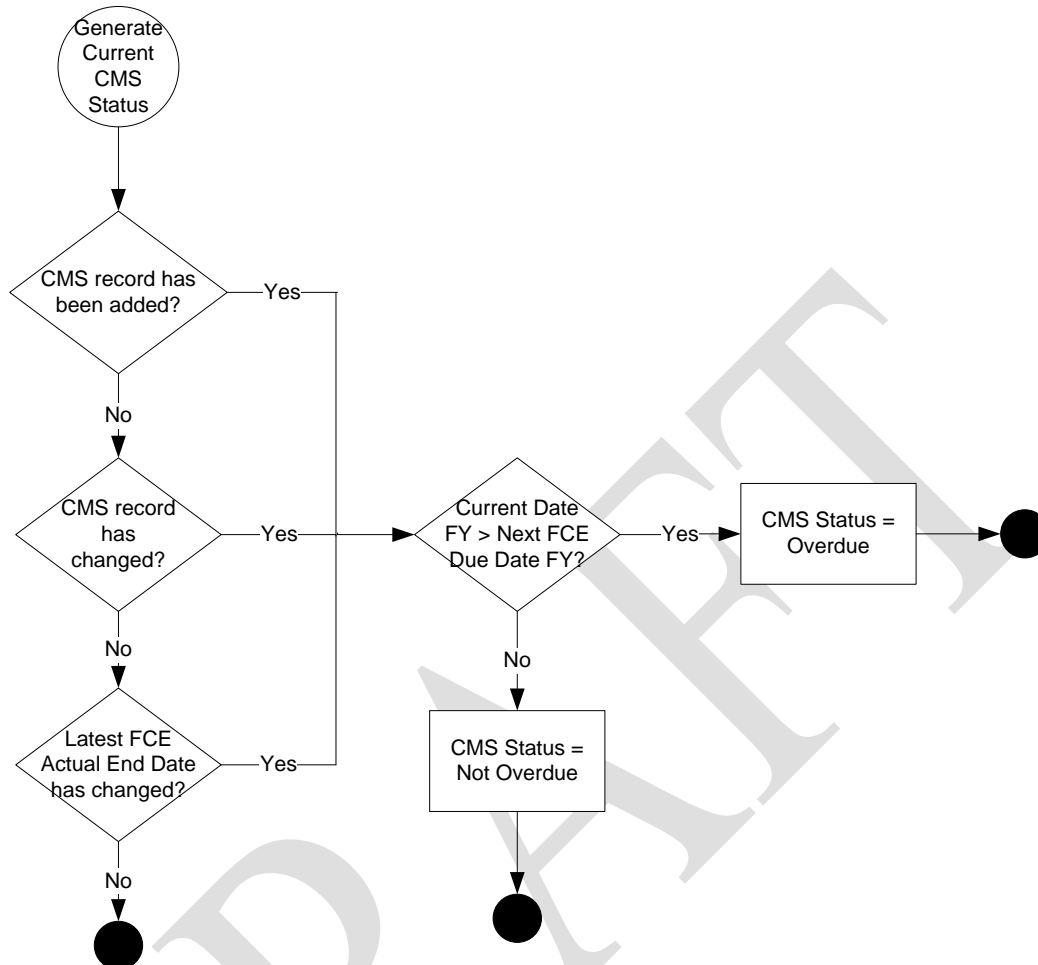 Generate
Current
CMS
Status
CMS record has
been added?
Yes
No
CMS record
has
changed?
Yes
Current Date
FY > Next FCE
Due Date FY?
Yes
CMS Status =
Overdue
No
No
Latest FCE
Actual End Date
has changed?
Yes
CMS Status =
Not Overdue
No
DRAFT